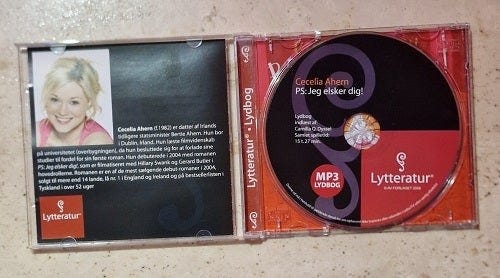 Cecelia Ahern (f.1982) er datter af Irlands
tidligere statsminister Bertie Ahern. Hun bor
i Dublin, Irland. Hun læste filmvidenskab
på universitetet (overbygningen), da hun besluttede sig for at forlade sine
studier til fordel for sin første roman. Hun debuterede i 2004 med romanen
PS: Jeg elsker dig!, som er filmatiseret med Hillary Swank og Gerard Butler i
hovedrollerne. Romanen er en af de mest sælgende debut romaner i 2004,
solgt til mere end 14 lande, lå nr. 1 i England og Irland og på bestsellerlisten i
Tyskland i over 52 uger
Lytteratur®
Lytteratur® • Lydbog
Cecelia Ahern
PS: Jeg elsker dig!
Lydbog
indlæst af
Camilla Q. Dyssel
Samlet spilletid:
15 t. 27 min.
MP3
LYDBOG
Lytteratur®